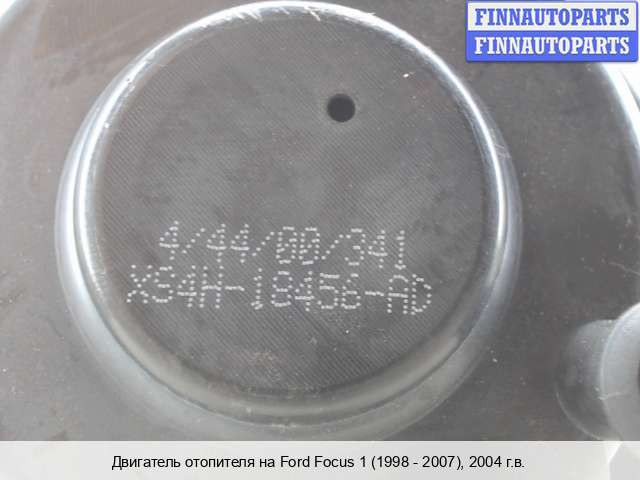 FINNAUTOPARTS
FINNAUTOPARTS
4/44/00/341
XS4H-18456-AD
Двигатель отопителя на Ford Focus 1 (1998 - 2007), 2004 г.в.